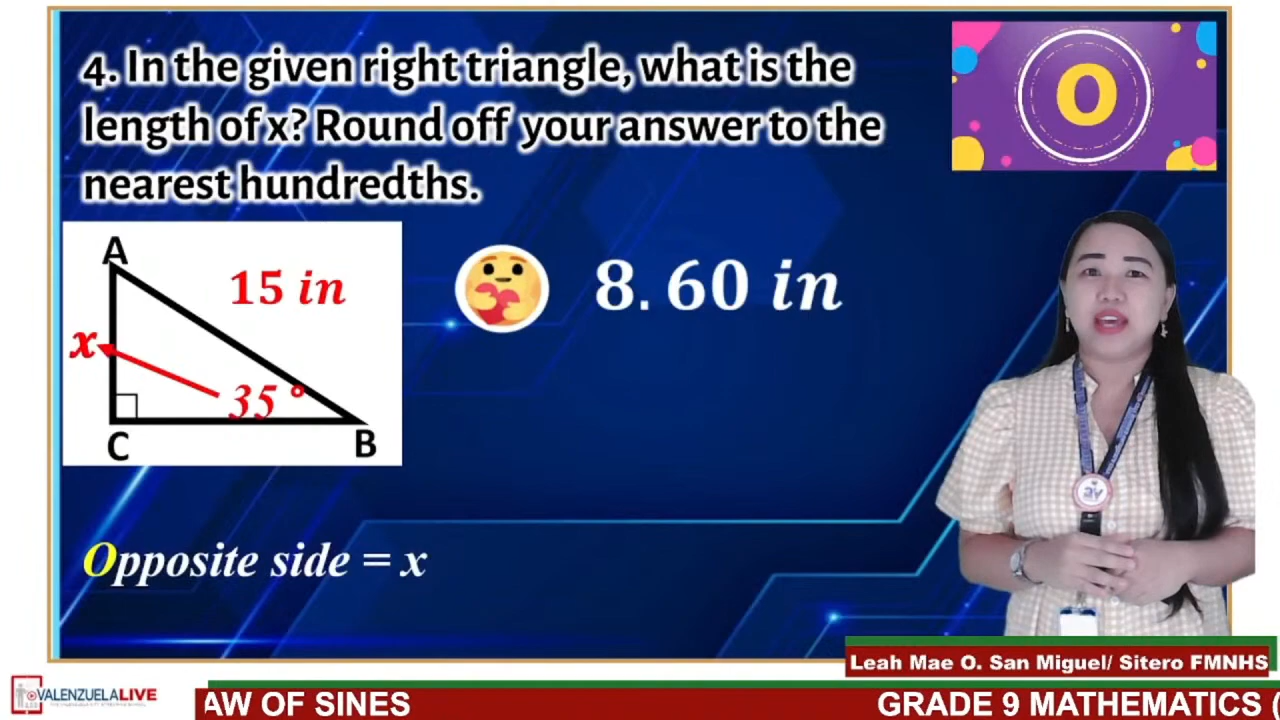 4. In the given right triangle, what is the
length of x? Round off your answer to the
nearest hundredths.
O
A
15 in
x
35 °
C
B
8.60 in
Opposite side = x
Leah Mae O. San Miguel/ Sitero FMNHS
VALENZUELALIVE
AW OF SINES
GRADE 9 MATHEMATICS (